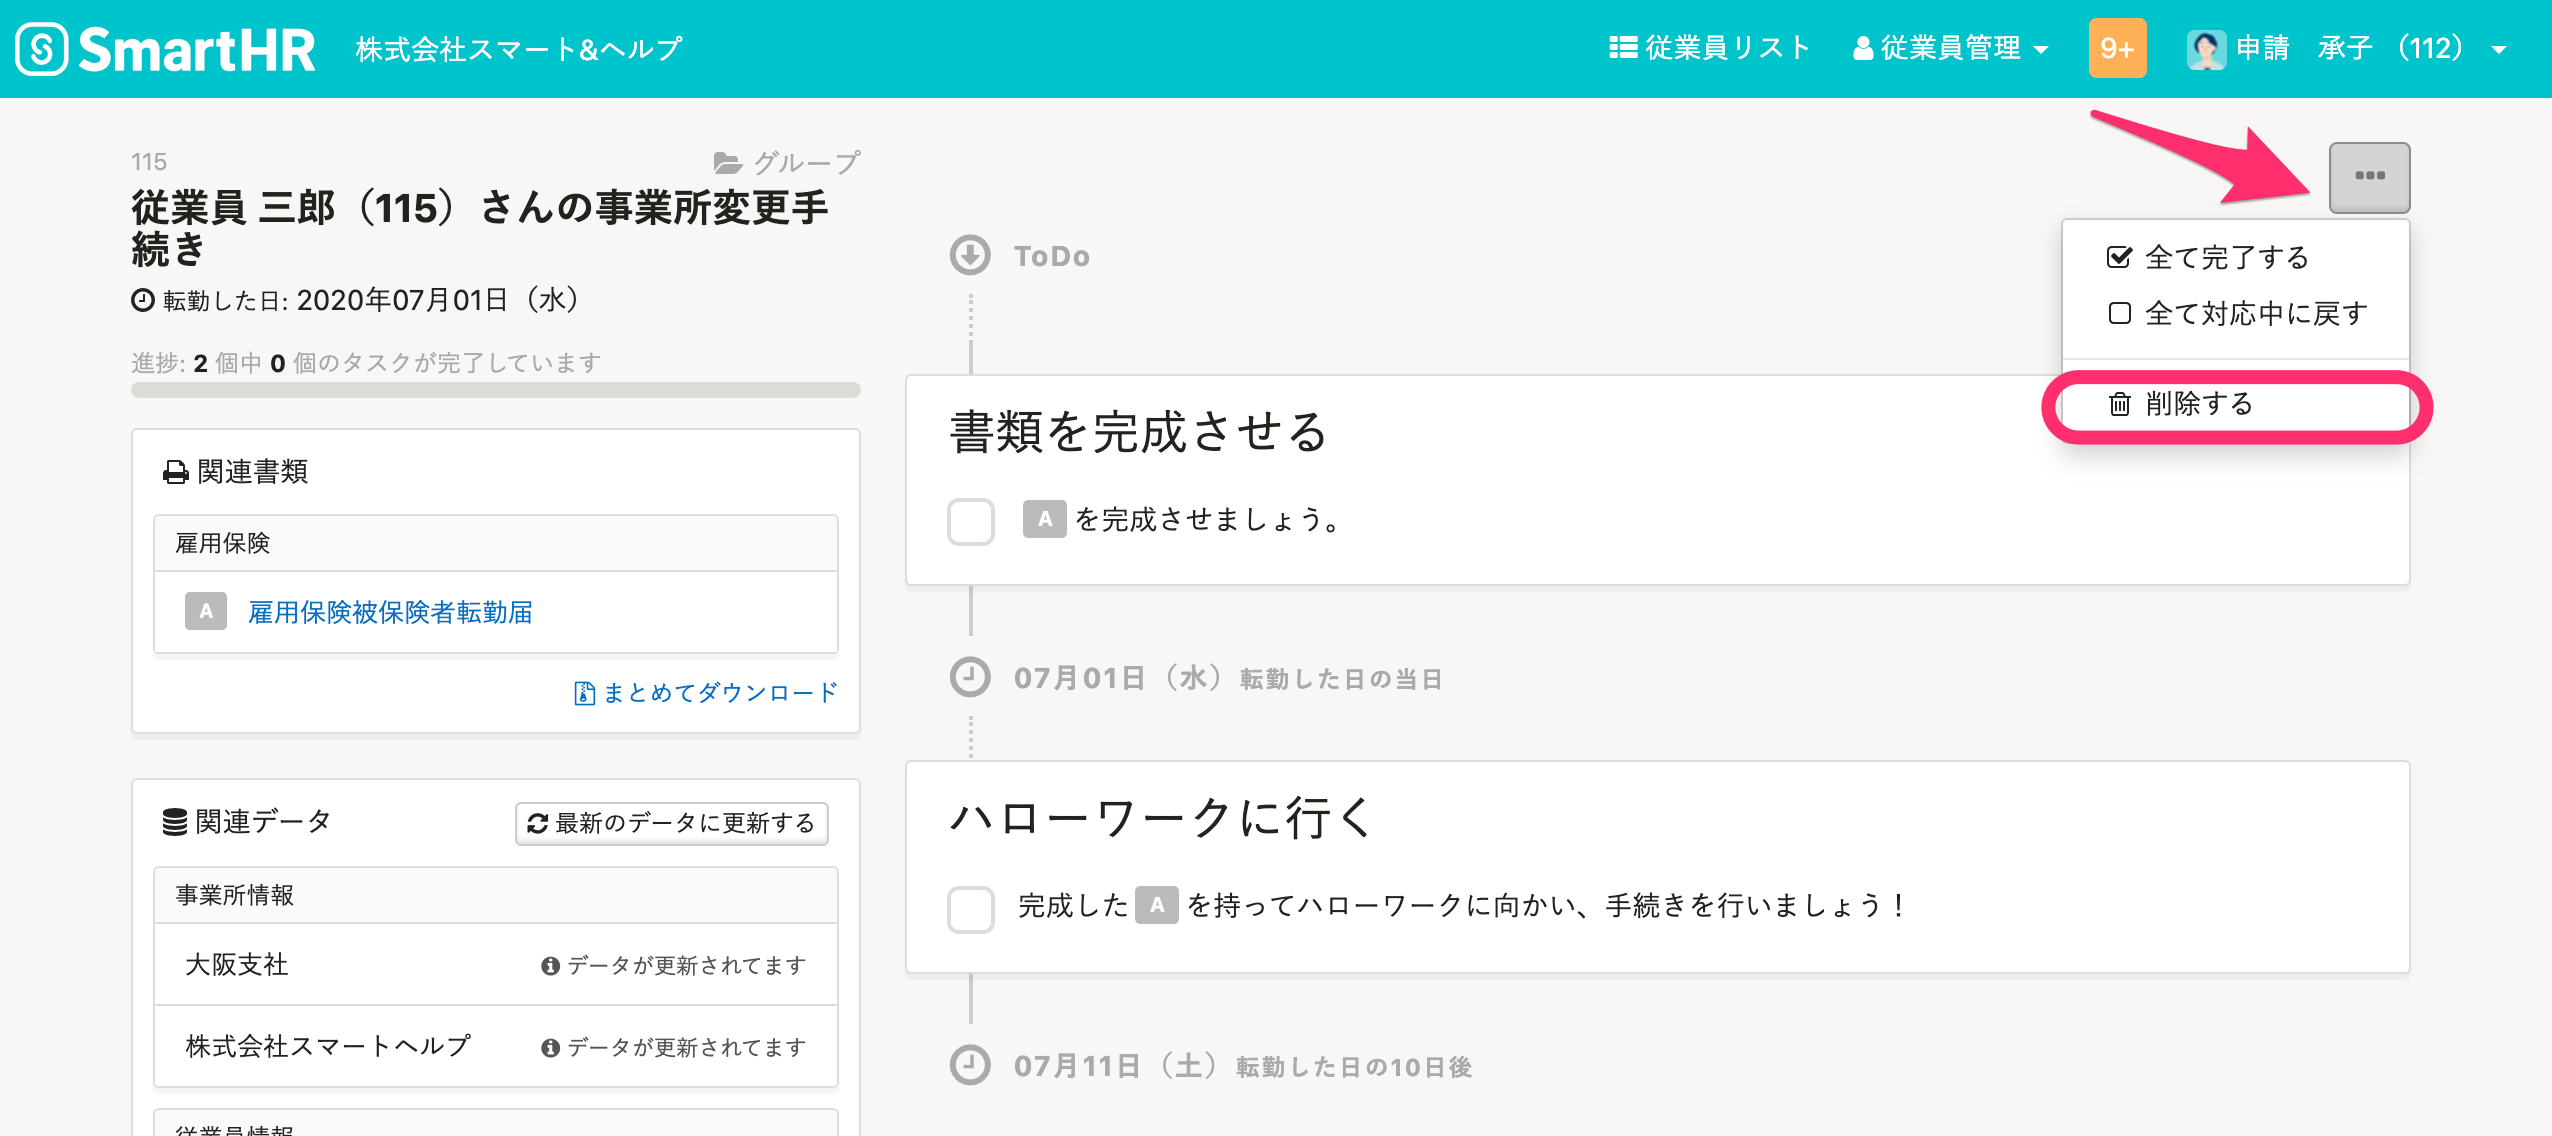 SmartHR 株式会社スマート&ヘルプ 従業員リスト 従業員管理 9+ 申請 承子 （112）
115 グループ
従業員 三郎（115）さんの事業所変更手
続き
転勤した日: 2020年07月01日（水）
進捗: 2 個中 0 個のタスクが完了しています
関連書類
雇用保険
A 雇用保険被保険者転勤届
まとめてダウンロード
関連データ 最新のデータに更新する
事業所情報
大阪支社 データが更新されてます
株式会社スマートヘルプ データが更新されてます
従業員情報
全て完了する
全て対応中に戻す
削除する
ToDo
書類を完成させる
A を完成させましょう。
07月01日（水）転勤した日の当日
ハローワークに行く
完成した A を持ってハローワークに向かい、手続きを行いましょう！
07月11日（土）転勤した日の10日後